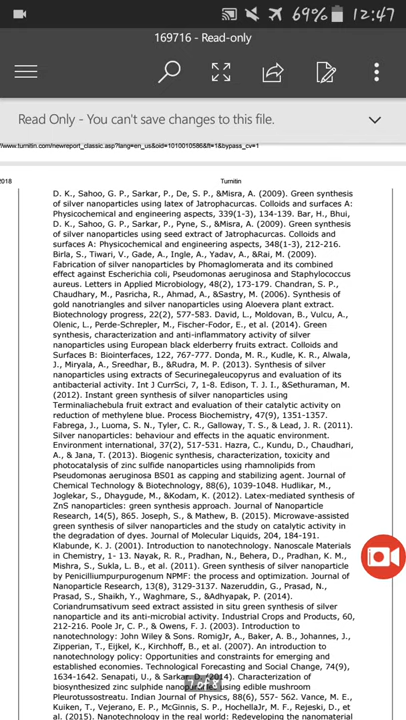 69% 12:47
169716 - Read-only
Read Only - You can't save changes to this file.
//www.turnitin.com/newreport_classic.asp?lang=en_us&oid=1010010586&ft=1&bypass_cv=1
2018 Turnitin
D. K., Sahoo, G. P., Sarkar, P., De, S. P., &Misra, A. (2009). Green synthesis
of silver nanoparticles using latex of Jatrophacurcas. Colloids and surfaces A:
Physicochemical and engineering aspects, 339(1-3), 134-139. Bar, H., Bhui,
D. K., Sahoo, G. P., Sarkar, P., Pyne, S., &Misra, A. (2009). Green synthesis
of silver nanoparticles using seed extract of Jatrophacurcas. Colloids and
surfaces A: Physicochemical and engineering aspects, 348(1-3), 212-216.
Birla, S., Tiwari, V., Gade, A., Ingle, A., Yadav, A., &Rai, M. (2009).
Fabrication of silver nanoparticles by Phomaglomerata and its combined
effect against Escherichia coli, Pseudomonas aeruginosa and Staphylococcus
aureus. Letters in Applied Microbiology, 48(2), 173-179. Chandran, S. P.,
Chaudhary, M., Pasricha, R., Ahmad, A., &Sastry, M. (2006). Synthesis of
gold nanotriangles and silver nanoparticles using Aloevera plant extract.
Biotechnology progress, 22(2), 577-583. David, L., Moldovan, B., Vulcu, A.,
Olenic, L., Perde-Schrepler, M., Fischer-Fodor, E., et al. (2014). Green
synthesis, characterization and anti-inflammatory activity of silver
nanoparticles using European black elderberry fruits extract. Colloids and
Surfaces B: Biointerfaces, 122, 767-777. Donda, M. R., Kudle, K. R., Alwala,
J., Miryala, A., Sreedhar, B., &Rudra, M. P. (2013). Synthesis of silver
nanoparticles using extracts of Securinegaleucopyrus and evaluation of its
antibacterial activity. Int J CurrSci, 7, 1-8. Edison, T. J. I., &Sethuraman, M.
(2012). Instant green synthesis of silver nanoparticles using
Terminaliachebula fruit extract and evaluation of their catalytic activity on
reduction of methylene blue. Process Biochemistry, 47(9), 1351-1357.
Fabrega, J., Luoma, S. N., Tyler, C. R., Galloway, T. S., & Lead, J. R. (2011).
Silver nanoparticles: behaviour and effects in the aquatic environment.
Environment international, 37(2), 517-531. Hazra, C., Kundu, D., Chaudhari,
A., & Jana, T. (2013). Biogenic synthesis, characterization, toxicity and
photocatalysis of zinc sulfide nanoparticles using rhamnolipids from
Pseudomonas aeruginosa BS01 as capping and stabilizing agent. Journal of
Chemical Technology & Biotechnology, 88(6), 1039-1048. Hudlikar, M.,
Joglekar, S., Dhaygude, M., &Kodam, K. (2012). Latex-mediated synthesis of
ZnS nanoparticles: green synthesis approach. Journal of Nanoparticle
Research, 14(5), 865. Joseph, S., & Mathew, B. (2015). Microwave-assisted
green synthesis of silver nanoparticles and the study on catalytic activity in
the degradation of dyes. Journal of Molecular Liquids, 204, 184-191.
Klabunde, K. J. (2001). Introduction to nanotechnology. Nanoscale Materials
in Chemistry, 1- 13. Nayak, R. R., Pradhan, N., Behera, D., Pradhan, K. M.,
Mishra, S., Sukla, L. B., et al. (2011). Green synthesis of silver nanoparticle
by Penicilliumpurpurogenum NPMF: the process and optimization. Journal of
Nanoparticle Research, 13(8), 3129-3137. Nazeruddin, G., Prasad, N.,
Prasad, S., Shaikh, Y., Waghmare, S., &Adhyapak, P. (2014).
Coriandrumsativum seed extract assisted in situ green synthesis of silver
nanoparticle and its anti-microbial activity. Industrial Crops and Products, 60,
212-216. Poole Jr, C. P., & Owens, F. J. (2003). Introduction to
nanotechnology: John Wiley & Sons. RomigJr, A., Baker, A. B., Johannes, J.,
Zipperian, T., Eijkel, K., Kirchhoff, B., et al. (2007). An introduction to
nanotechnology policy: Opportunities and constraints for emerging and
established economies. Technological Forecasting and Social Change, 74(9),
1634-1642. Senapati, U., & Sarkar, D. (2014). Characterization of
biosynthesized zinc sulphide nanoparticles using edible mushroom
Pleurotusostreatu. Indian Journal of Physics, 88(6), 557- 562. Vance, M. E.,
Kuiken, T., Vejerano, E. P., McGinnis, S. P., HochellaJr, M. F., Rejeski, D., et
al. (2015). Nanotechnology in the real world: Redeveloping the nanomaterial